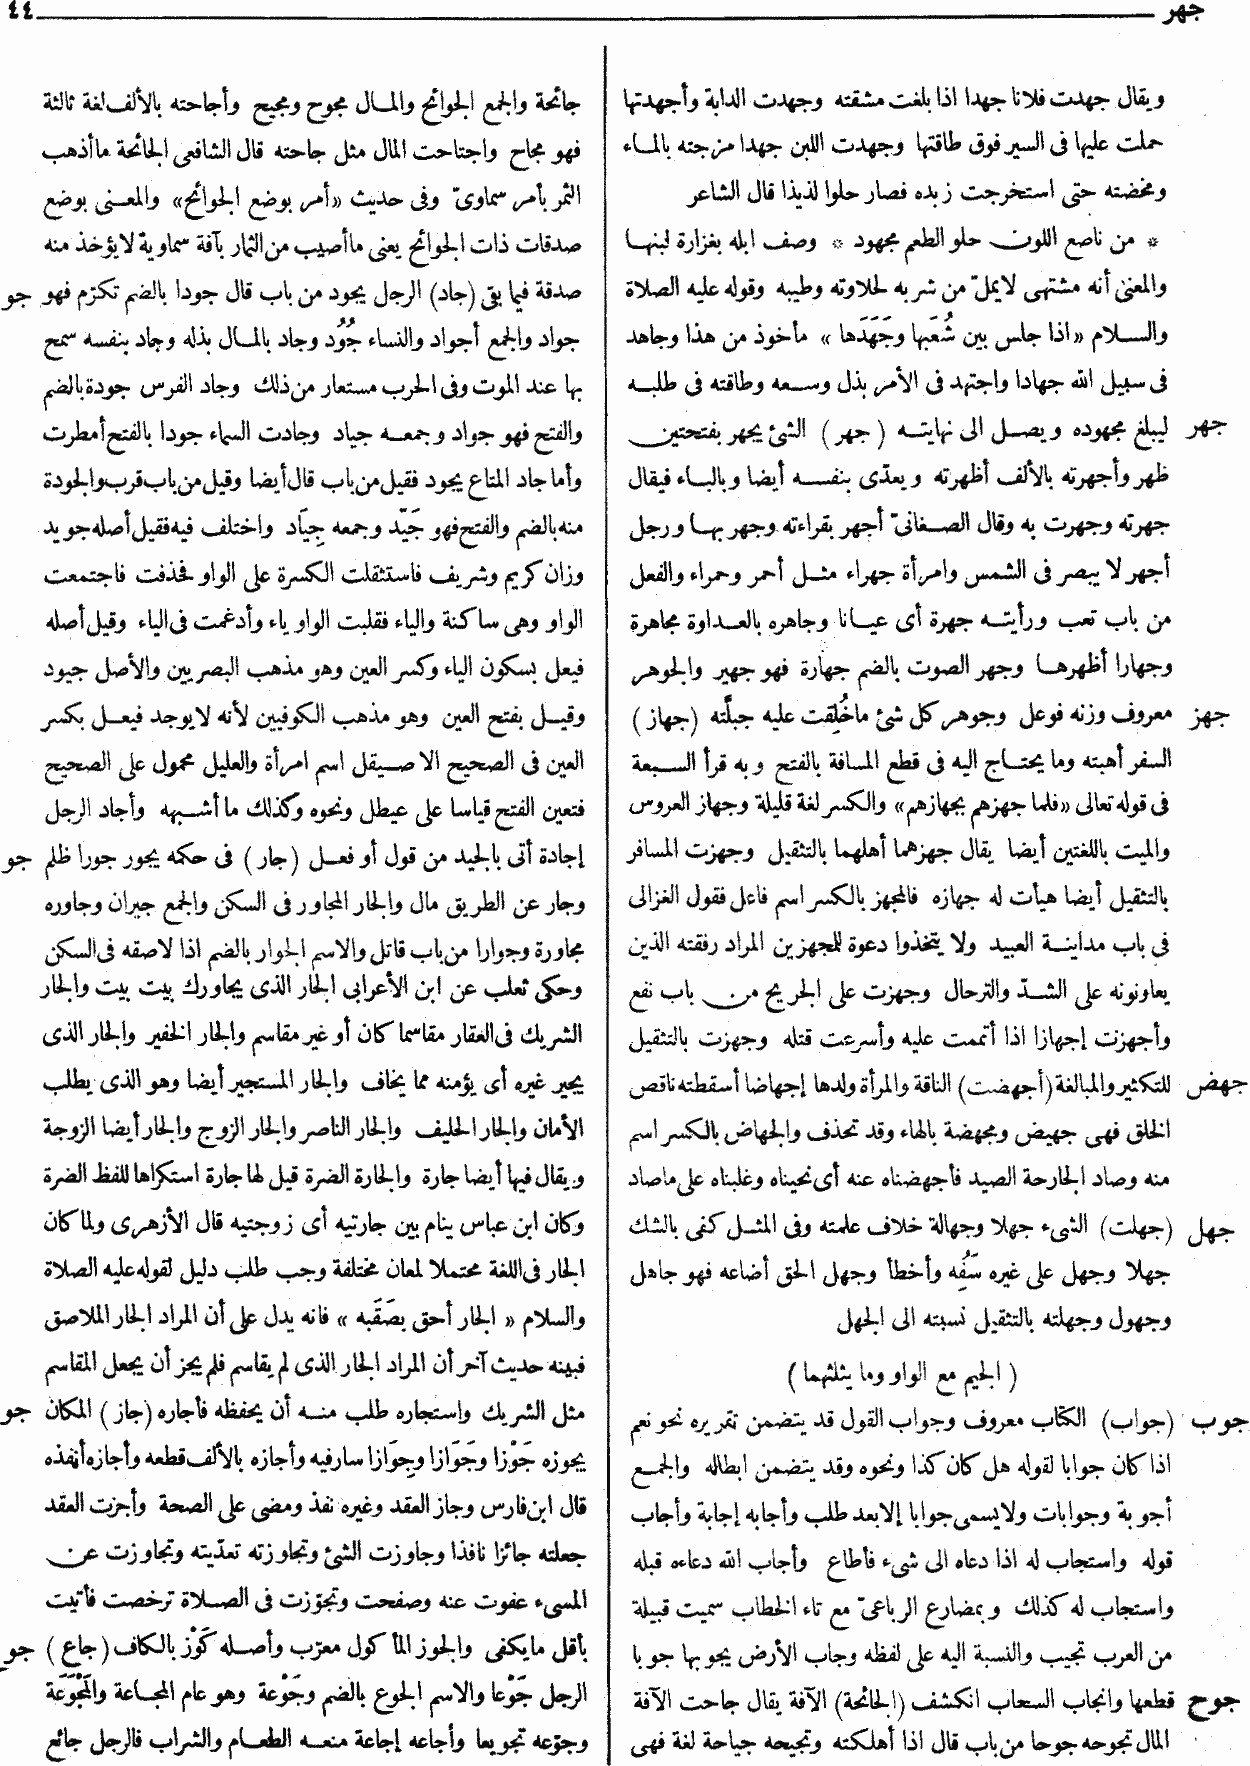 جهر ٤٤
ويقال جهدت فلانا جهدا اذا بلغت مشقته وجهدت الدابة وأجهدتها
حملت عليها فى السير فوق طاقتها وجهدت اللبن جهدا مزجته بالماء
ومخضته حتى استخرجت زبده فصار حلوا لذيذا قال الشاعر
* من ناصع اللون حلو الطعم مجهود * وصف ابله بغزارة لبنها
والمعنى أنه مشتهى لا يملّ من شربه لحلاوته وطيبه وقوله عليه الصلاة
والسلام «اذا جلس بين شُعَبها وجَهَدَها» مأخوذ من هذا وجاهد
فى سبيل الله جهادا واجتهد فى الأمر بذل وسعه وطاقته فى طلبه
جهر ليبلغ مجهوده ويصل الى نهايته (جهر) الشئ يجهر بفتحتين
ظهر وأجهرته بالألف أظهرته ويعدّى بنفسه أيضا وبالباء فيقال
جهرته وجهرت به وقال الصغانىّ أجهر بقراءته وجهر بها ورجل
أجهر لا يبصر فى الشمس وامرأة جهراء مثل أحمر وحمراء والفعل
من باب تعب ورأيته جهرة أى عيانا وجاهره بالعداوة مجاهرة
وجهارا أظهرها وجهر الصوت بالضم جهارة فهو جهير والجوهر
جهز معروف وزنه فوعل وجوهر كل شئ ماخُلِقت عليه جبلّته (جهاز)
السفر أهبته وما يحتاج اليه فى قطع المسافة بالفتح وبه قرأ السبعة
فى قوله تعالى «فلما جهزهم بجهازهم» والكسر لغة قليلة وجهاز العروس
والميت باللغتين أيضا يقال جهزهما أهلهما بالتثقيل وجهزت المسافر
بالتثقيل أيضا هيأت له جهازه فالمجهز بالكسر اسم فاعل فقول الغزالى
فى باب مداينة العبيد ولا يتخذوا دعوة للمجهزين المراد رفقته الذين
يعاونونه على الشدّ والترحال وجهزت على الجريح من باب نفع
وأجهزت إجهازا اذا أتممت عليه وأسرعت قتله وجهزت بالتثقيل
جهض للتكثير والمبالغة (أجهضت) الناقة والمرأة ولدها إجهاضا أسقطته ناقص
الخلق فهى جهيض ومجهضة بالهاء وقد تحذف والجهاض بالكسر اسم
منه وصاد الجارحة الصيد فأجهضناه عنه أى نحيناه وغلبناه على ماصاد
جهل (جهلت) الشىء جهلا وجهالة خلاف علمته وفى المثل كفى بالشك
جهلا وجهل على غيره سَفُه وأخطأ وجهل الحق أضاعه فهو جاهل
وجهول وجهلته بالتثقيل نسبته الى الجهل
(الجيم مع الواو وما يثلثهما)
جوب (جواب) الكتاب معروف وجواب القول قد يتضمن تقريره نحو نعم
اذا كان جوابا لقوله هل كان كذا ونحوه وقد يتضمن ابطاله والجمع
أجوبة وجوابات ولا يسمى جوابا إلا بعد طلب وأجابه إجابة وأجاب
قوله واستجاب له اذا دعاه الى شىء فأطاع وأجاب الله دعاءه قبله
واستجاب له كذلك وبمضارع الرباعىّ مع تاء الخطاب سميت قبيلة
من العرب تجيب والنسبة اليه على لفظه وجاب الأرض يجوبها جوبا
جوح قطعها وانجاب السحاب انكشف (الجائحة) الآفة يقال جاحت الآفة
المال تجوحه جوحا من باب قال اذا أهلكته وتجيحه جياحة لغة فهى
جائحة والجمع الجوائح والمال مجوح ومجيح وأجاحته بالألف لغة ثالثة
فهو مجاح واجتاحت المال مثل جاحته قال الشافعى الجائحة ما أذهب
الثمر بأمر سماوىّ وفى حديث «أمر بوضع الجوائح» والمعنى بوضع
صدقات ذات الجوائح يعنى ما أصيب من الثمار بآفة سماوية لا يؤخذ منه
صدقة فيما بقى (جاد) الرجل يجود من باب قال جودا بالضم تكرّم فهو جو
جواد والجمع أجواد والنساء جُوُد وجاد بالمال بذله وجاد بنفسه سمح
بها عند الموت وفى الحرب مستعار من ذلك وجاد الفرس جودة بالضم
والفتح فهو جواد وجمعه جياد وجادت السماء جودا بالفتح أمطرت
وأما جاد المتاع يجود فقيل من باب قال أيضا وقيل من باب قرب والجودة
منه بالضم والفتح فهو جَيّد وجمعه جِيَاد واختلف فيه فقيل أصله جويد
وزان كريم وشريف فاستثقلت الكسرة على الواو فحذفت فاجتمعت
الواو وهى ساكنة والياء فقلبت الواو ياء وأدغمت فى الياء وقيل أصله
فيعل بسكون الياء وكسر العين وهو مذهب البصريين والأصل جيود
وقيل بفتح العين وهو مذهب الكوفيين لأنه لا يوجد فيعل بكسر
العين فى الصحيح الا صيقل اسم امرأة والعليل محمول على الصحيح
فتعين الفتح قياسا على عيطل ونحوه وكذلك ما أشبهه وأجاد الرجل
إجادة أتى بالجيد من قول أو فعل (جار) فى حكمه يجور جورا ظلم جو
وجار عن الطريق مال والجار المجاور فى السكن والجمع جيران وجاوره
مجاورة وجوارا من باب قاتل والاسم الجوار بالضم اذا لاصقه فى السكن
وحكى ثعلب عن ابن الأعرابى الجار الذى يجاورك بيت بيت والجار
الشريك فى العقار مقاسما كان أو غير مقاسم والجار الخفير والجار الذى
يجير غيره أى يؤمنه مما يخاف والجار المستجير أيضا وهو الذى يطلب
الأمان والجار الحليف والجار الناصر والجار الزوج والجار أيضا الزوجة
ويقال فيها أيضا جارة والجارة الضرة قيل لها جارة استكراها للفظ الضرة
وكان ابن عباس ينام بين جارتيه أى زوجتيه قال الأزهرى ولما كان
الجار فى اللغة محتملا لمعان مختلفة وجب طلب دليل لقوله عليه الصلاة
والسلام «الجار أحق بصَقَبه» فانه يدل على أن المراد الجار الملاصق
فبينه حديث آخر أن المراد الجار الذى لم يقاسم فلم يجز أن يجعل المقاسم
مثل الشريك واستجاره طلب منه أن يحفظه فأجاره (جاز) المكان جو
يجوزه جَوْزا وجَوَازا وجِوَازا سار فيه وأجازه بالألف قطعه وأجازه أنفذه
قال ابن فارس وجاز العقد وغيره نفذ ومضى على الصحة وأجزت العقد
جعلته جائزا نافذا وجاوزت الشئ وتجاوزته تعدّيته وتجاوزت عن
المسىء عفوت عنه وصفحت وتجوّزت فى الصلاة ترخصت فأتيت
بأقل ما يكفى والجوز المأكول معرّب وأصله كَوْز بالكاف (جاع) جو
الرجل جَوْعا والاسم الجوع بالضم وجَوْعة وهو عام المجاعة والمَجْوَعَة
وجوّعه تجويعا وأجاعه إجاعة منعه الطعام والشراب فالرجل جائع